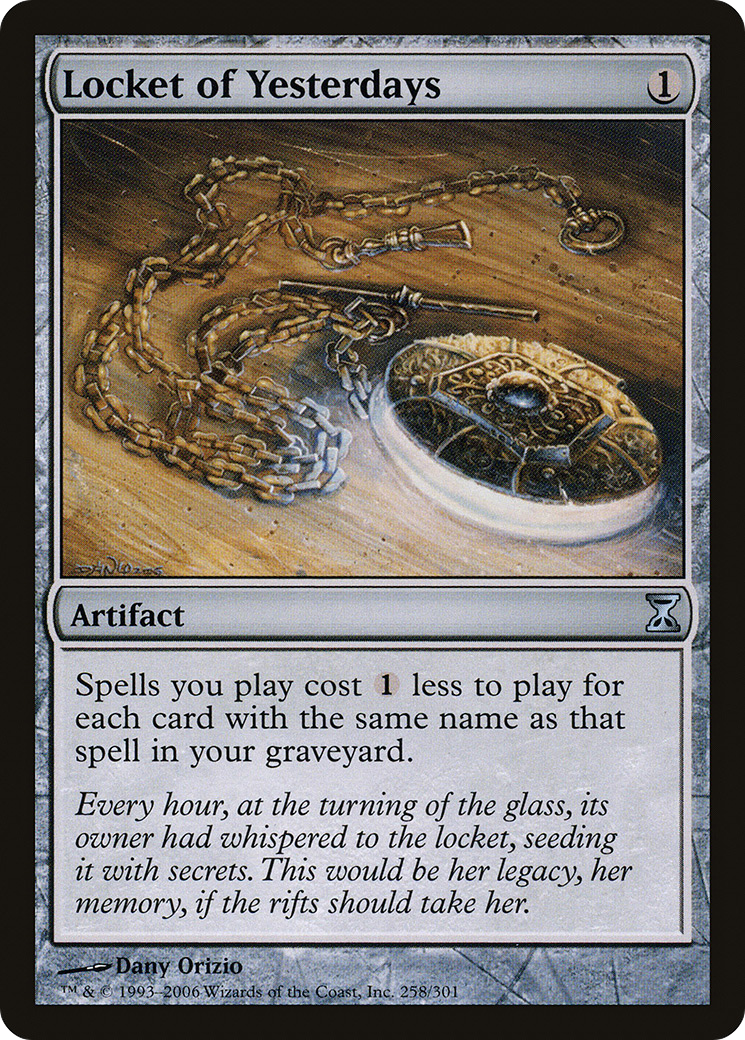 Locket of Yesterdays
1
Artifact
Spells you play cost 1 less to play for
each card with the same name as that
spell in your graveyard.
Every hour, at the turning of the glass, its
owner had whispered to the locket, seeding
it with secrets. This would be her legacy, her
memory, if the rifts should take her.
Dany Orizio
™ & © 1993–2006 Wizards of the Coast, Inc. 258/301